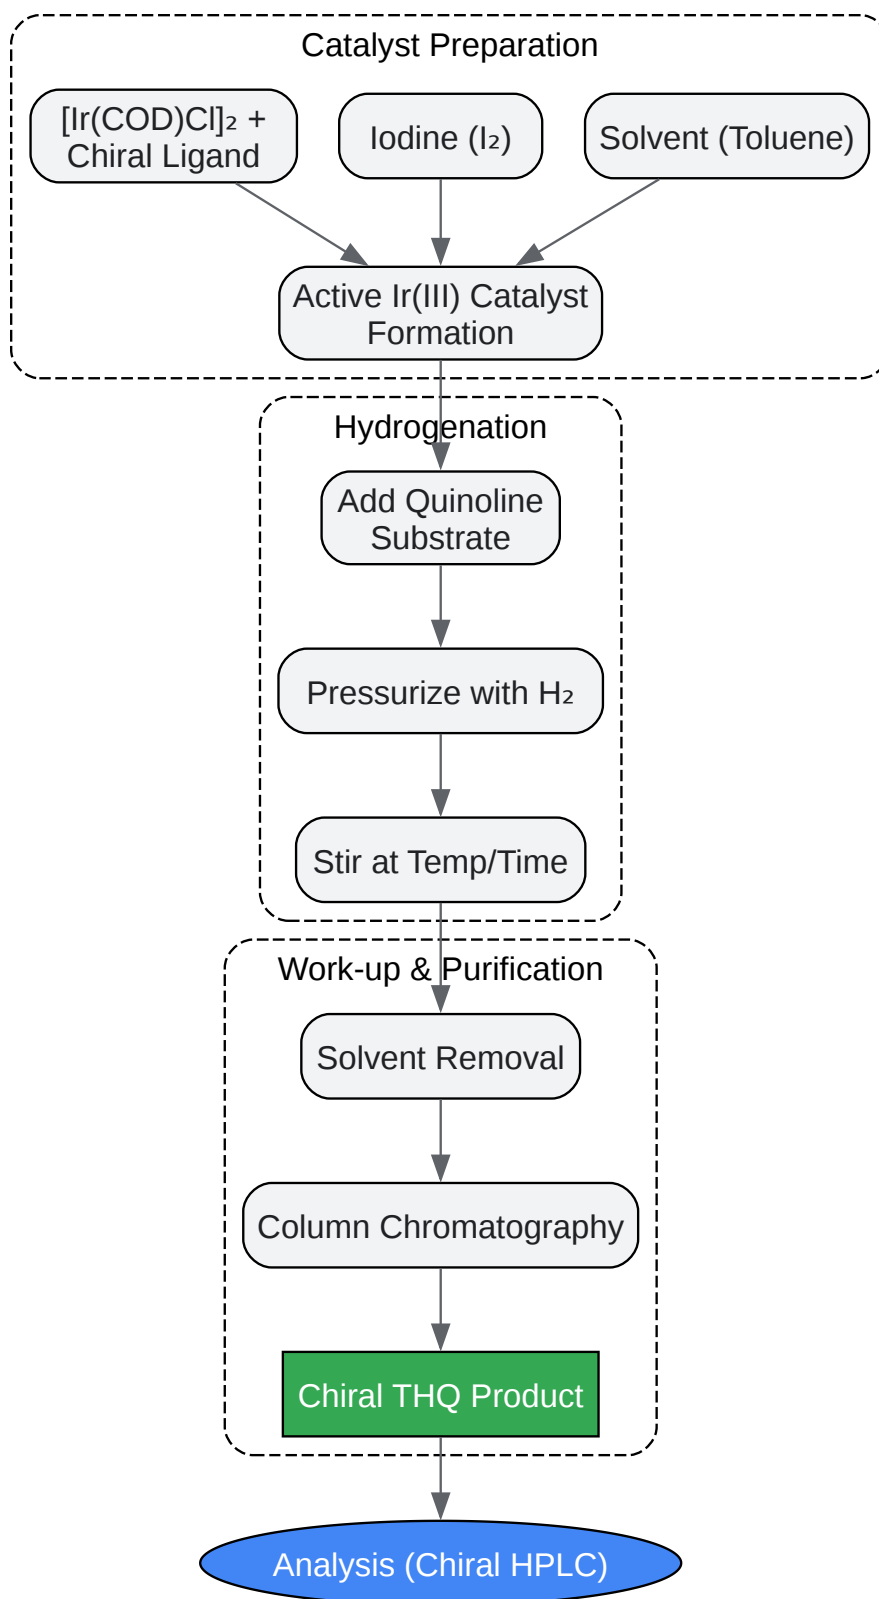 Catalyst Preparation
[Ir(COD)Cl]₂ +
Chiral Ligand
Iodine (I₂)
Solvent (Toluene)
Active Ir(III) Catalyst
Formation
Hydrogenation
Add Quinoline
Substrate
Pressurize with H₂
Stir at Temp/Time
Work-up & Purification
Solvent Removal
Column Chromatography
Chiral THQ Product
Analysis (Chiral HPLC)